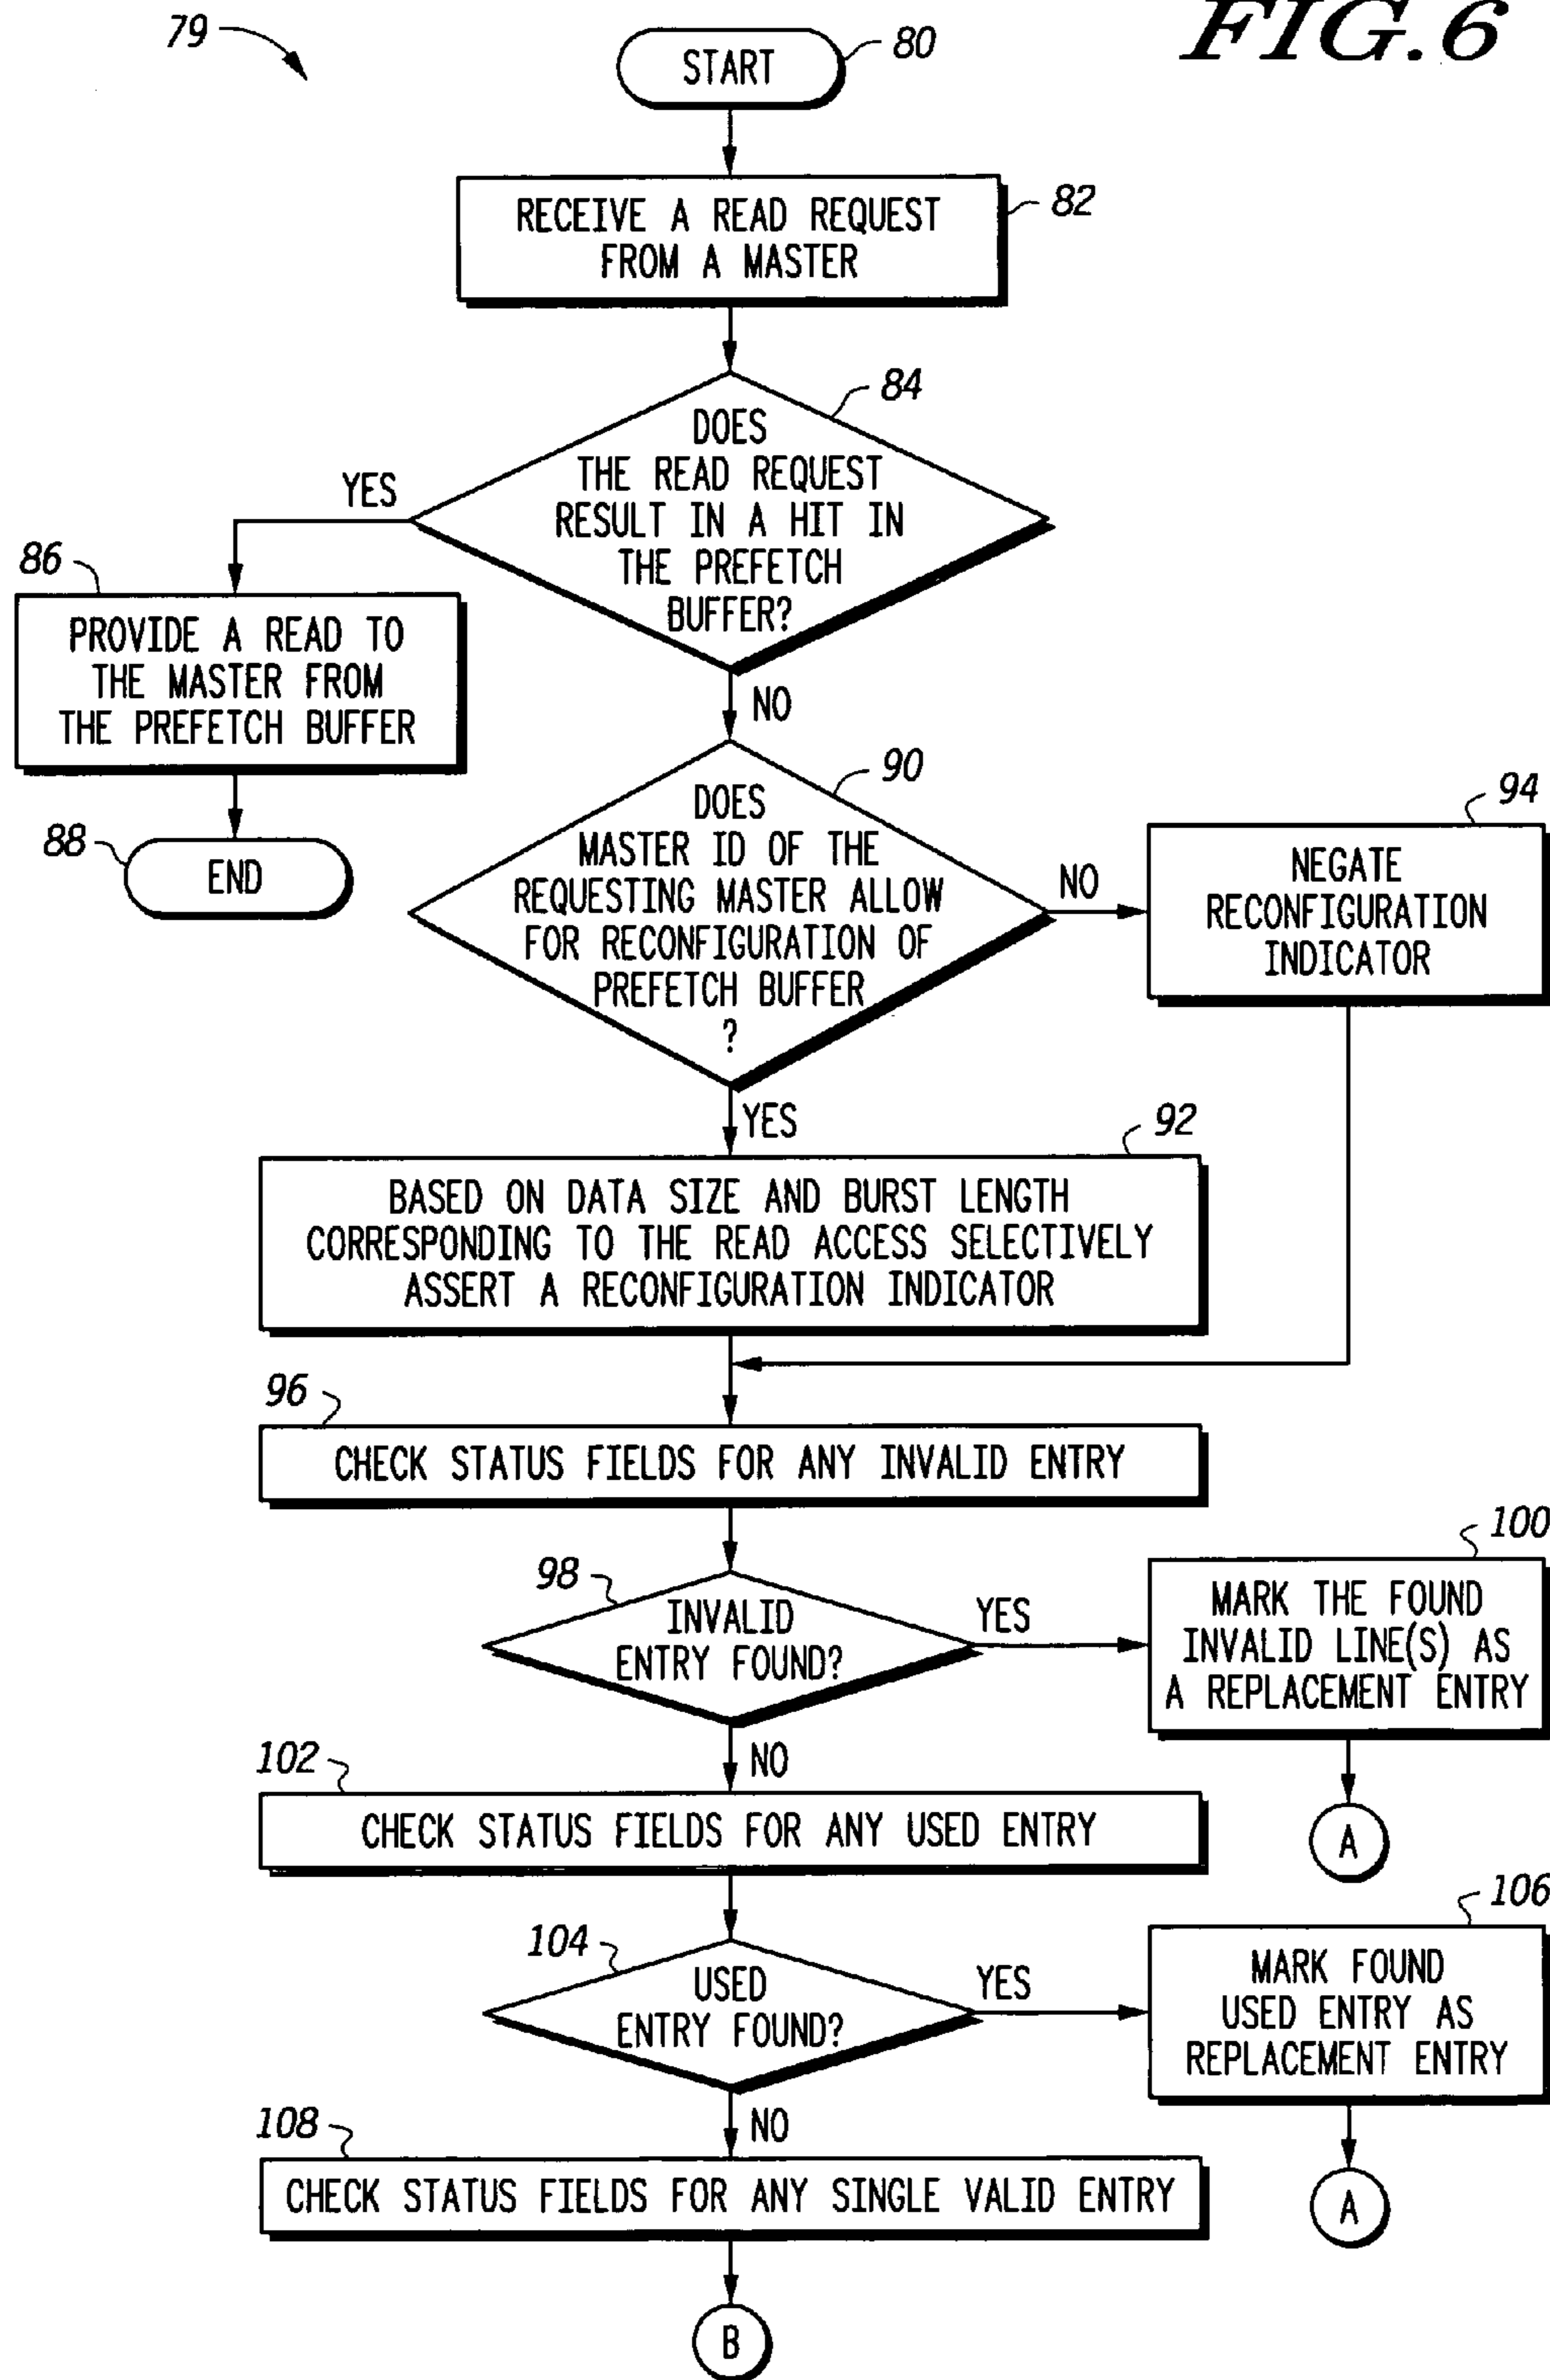 79
FIG.6
START
80
RECEIVE A READ REQUEST
FROM A MASTER
82
84
DOES
THE READ REQUEST
RESULT IN A HIT IN
THE PREFETCH
BUFFER?
YES
86
PROVIDE A READ TO
THE MASTER FROM
THE PREFETCH BUFFER
88
END
NO
90
DOES
MASTER ID OF THE
REQUESTING MASTER ALLOW
FOR RECONFIGURATION OF
PREFETCH BUFFER
?
NO
94
NEGATE
RECONFIGURATION
INDICATOR
YES
92
BASED ON DATA SIZE AND BURST LENGTH
CORRESPONDING TO THE READ ACCESS SELECTIVELY
ASSERT A RECONFIGURATION INDICATOR
96
CHECK STATUS FIELDS FOR ANY INVALID ENTRY
98
INVALID
ENTRY FOUND?
YES
100
MARK THE FOUND
INVALID LINE(S) AS
A REPLACEMENT ENTRY
A
NO
102
CHECK STATUS FIELDS FOR ANY USED ENTRY
104
USED
ENTRY FOUND?
YES
106
MARK FOUND
USED ENTRY AS
REPLACEMENT ENTRY
A
NO
108
CHECK STATUS FIELDS FOR ANY SINGLE VALID ENTRY
B